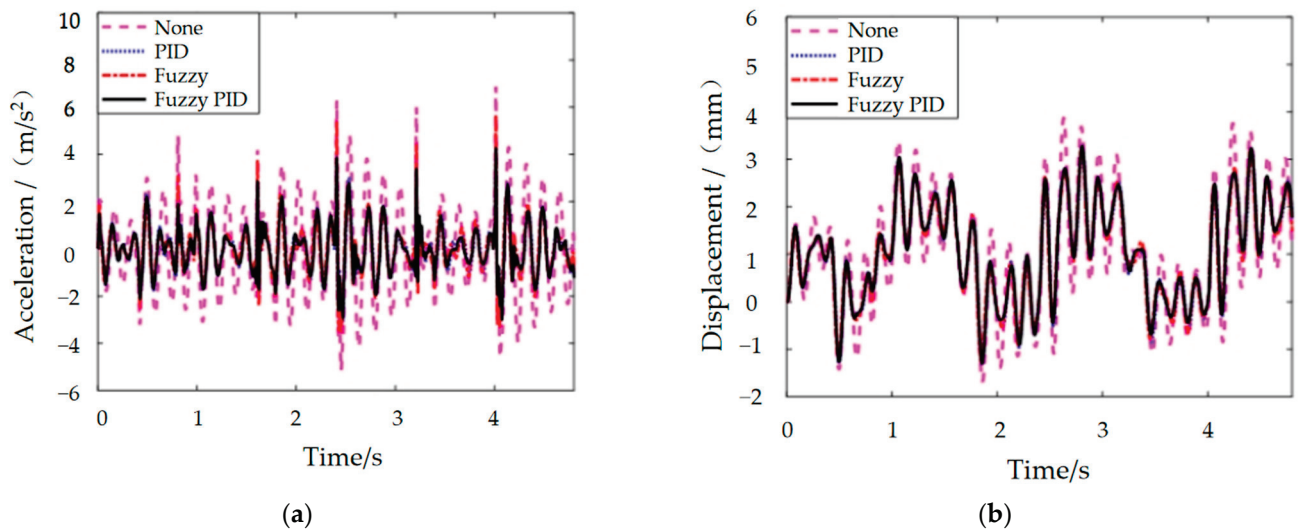 10
8
6
4
2
0
−2
−4
−6
Acceleration / (m/s²)
None
PID
Fuzzy
Fuzzy PID
0 1 2 3 4
Time/s
(a)
6
5
4
3
2
1
0
−1
−2
Displacement / (mm)
None
PID
Fuzzy
Fuzzy PID
0 1 2 3 4
Time/s
(b)